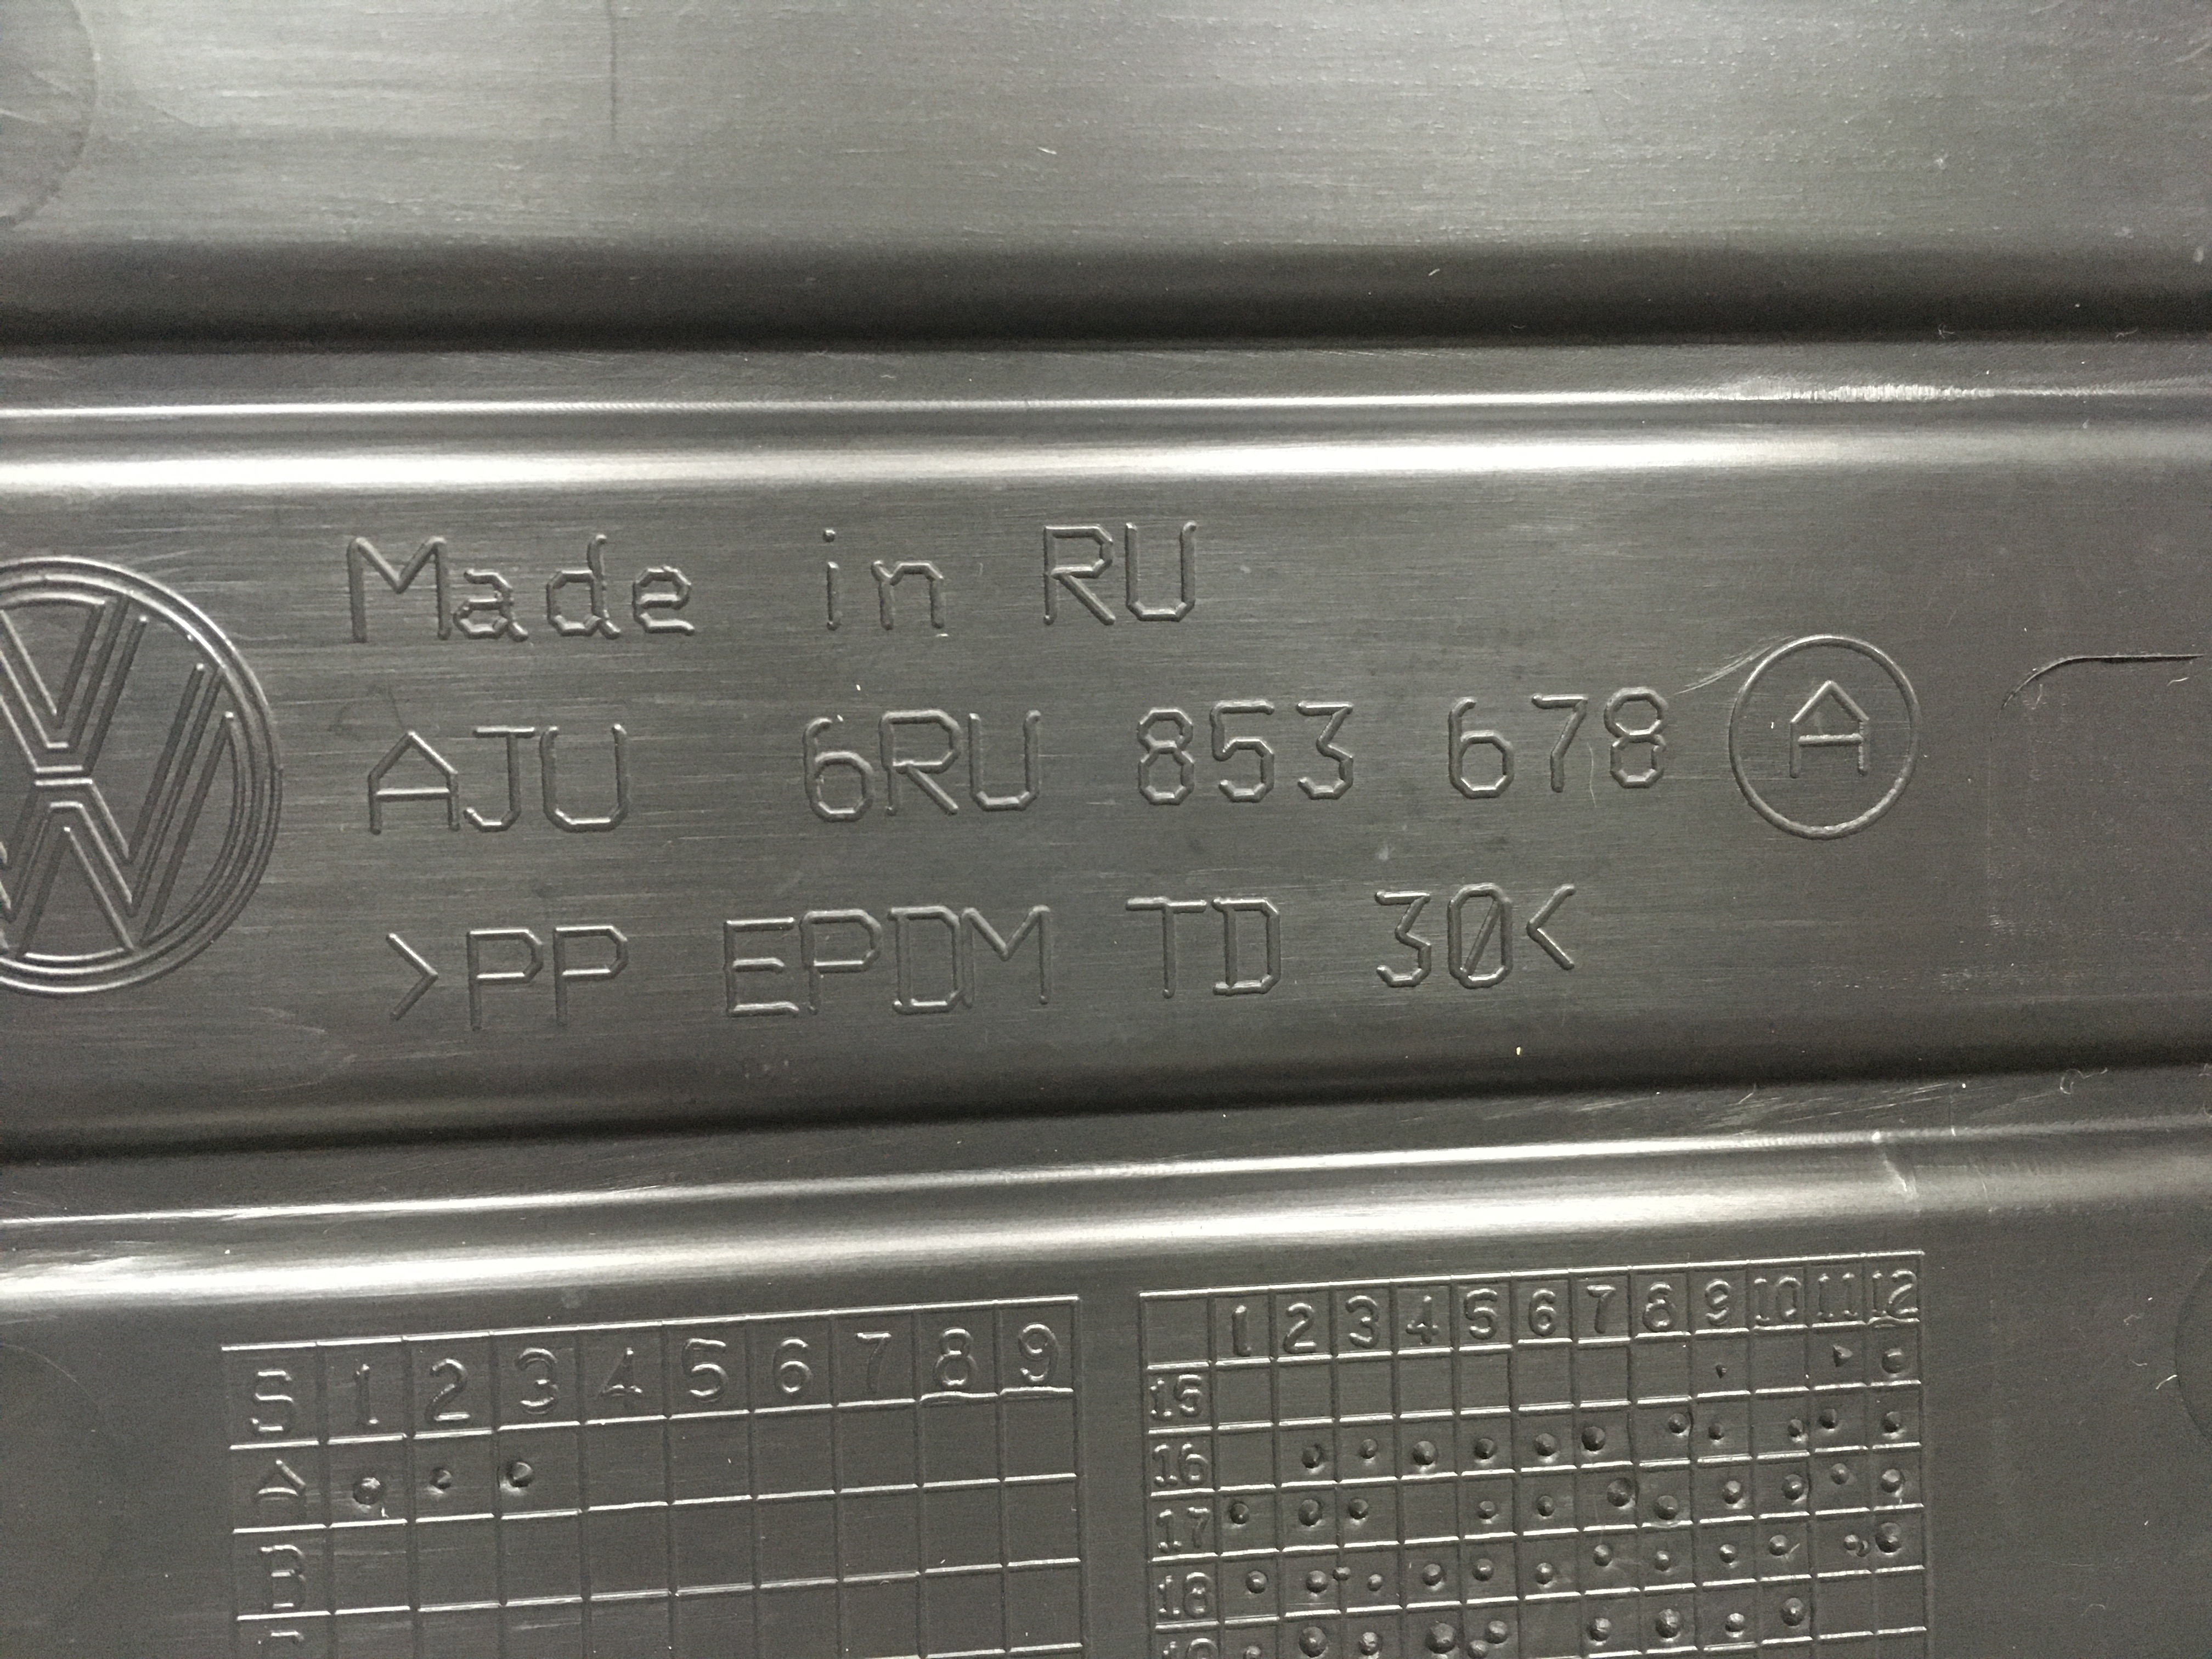 Made in RU
AJU 6RU 853 678 A
>PP EPDM TD 30<
S 1 2 3 4 5 6 7 8 9
A
B
1 2 3 4 5 6 7 8 9 10 11 12
15
16
17
18